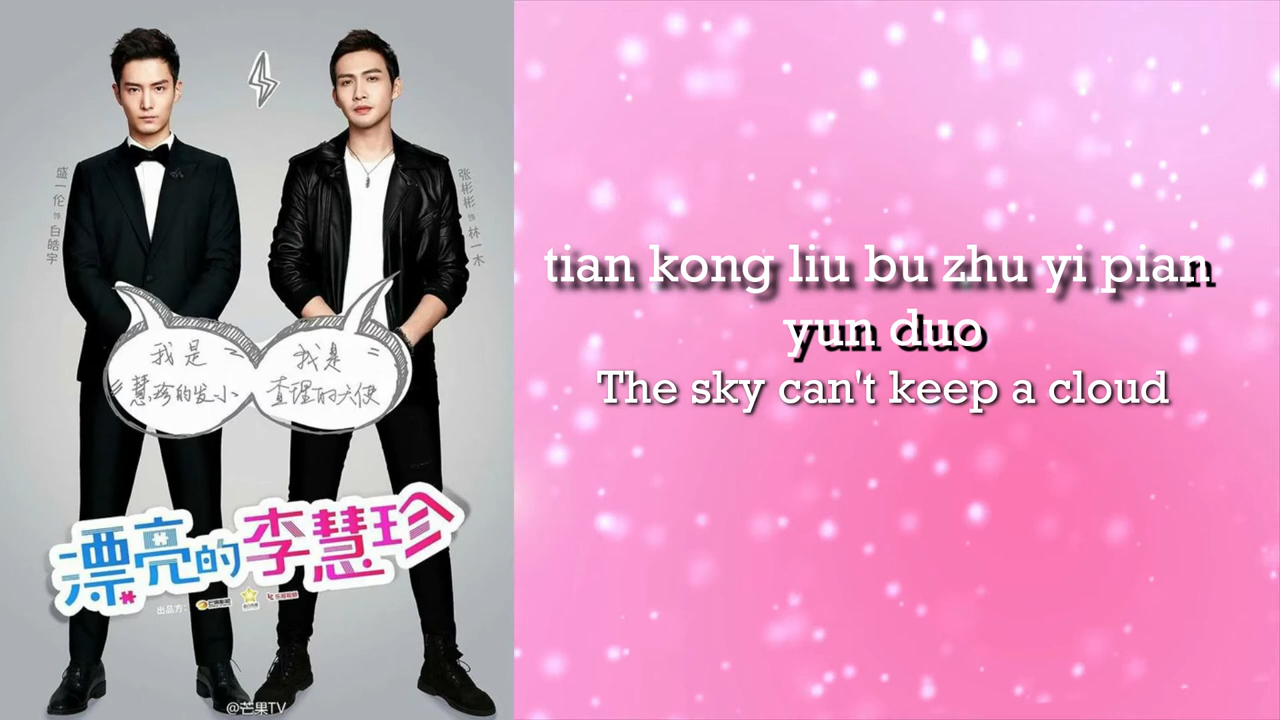 盛一伦 饰 白皓宇
张彬彬 饰 林一木
我是
慧珍的发小
我是
查理的天使
漂亮的李慧珍
出品方:
@芒果TV
tian kong liu bu zhu yi pian
yun duo
The sky can't keep a cloud